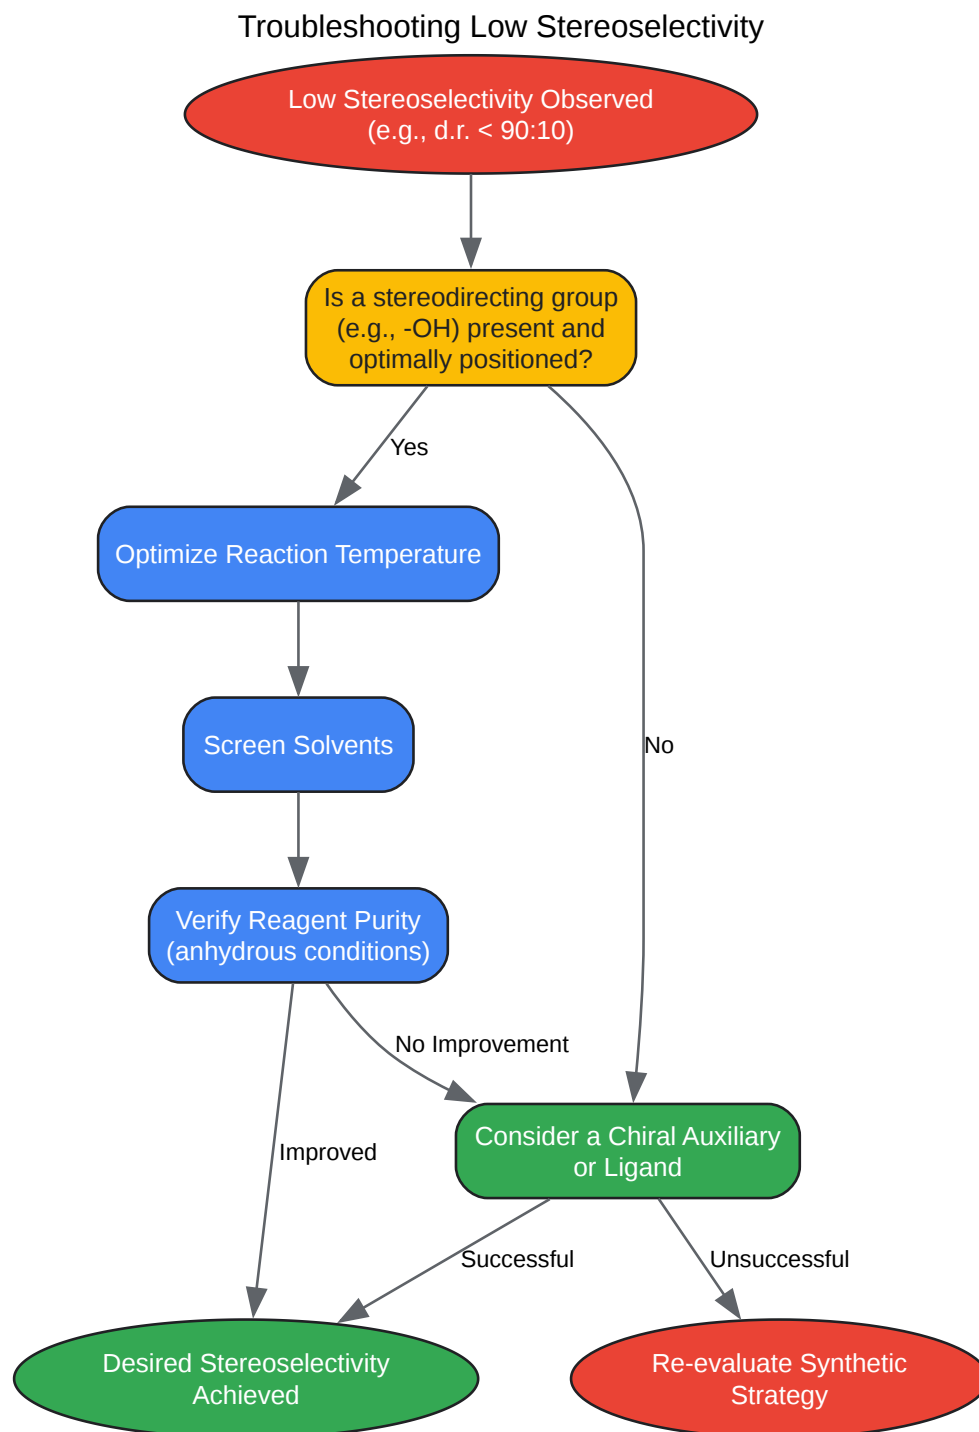 Troubleshooting Low Stereoselectivity
Low Stereoselectivity Observed
(e.g., d.r. < 90:10)
Is a stereodirecting group
(e.g., -OH) present and
optimally positioned?
Yes
Optimize Reaction Temperature
Screen Solvents
No
Verify Reagent Purity
(anhydrous conditions)
No Improvement
Consider a Chiral Auxiliary
or Ligand
Improved
Successful
Unsuccessful
Desired Stereoselectivity
Achieved
Re-evaluate Synthetic
Strategy